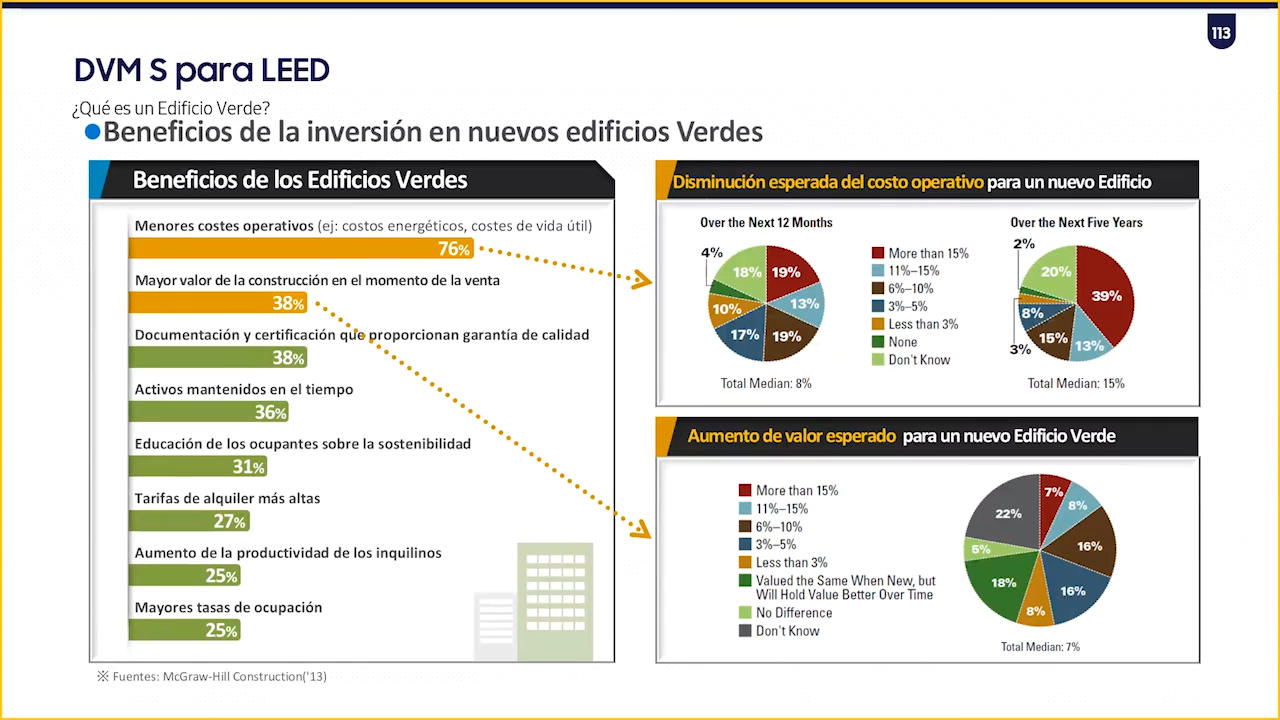 113
DVM S para LEED
¿Qué es un Edificio Verde?
Beneficios de la inversión en nuevos edificios Verdes
Beneficios de los Edificios Verdes
Menores costes operativos (ej: costos energéticos, costes de vida útil)
76%
Mayor valor de la construcción en el momento de la venta
38%
Documentación y certificación que proporcionan garantía de calidad
38%
Activos mantenidos en el tiempo
36%
Educación de los ocupantes sobre la sostenibilidad
31%
Tarifas de alquiler más altas
27%
Aumento de la productividad de los inquilinos
25%
Mayores tasas de ocupación
25%
※ Fuentes: McGraw-Hill Construction('13)
Disminución esperada del costo operativo para un nuevo Edificio
Over the Next 12 Months
4%
18%
19%
13%
19%
17%
10%
Total Median: 8%
More than 15%
11%–15%
6%–10%
3%–5%
Less than 3%
None
Don't Know
Over the Next Five Years
2%
20%
39%
13%
15%
8%
3%
Total Median: 15%
Aumento de valor esperado para un nuevo Edificio Verde
More than 15%
11%–15%
6%–10%
3%–5%
Less than 3%
Valued the Same When New, but
Will Hold Value Better Over Time
No Difference
Don't Know
7%
8%
16%
16%
8%
18%
5%
22%
Total Median: 7%